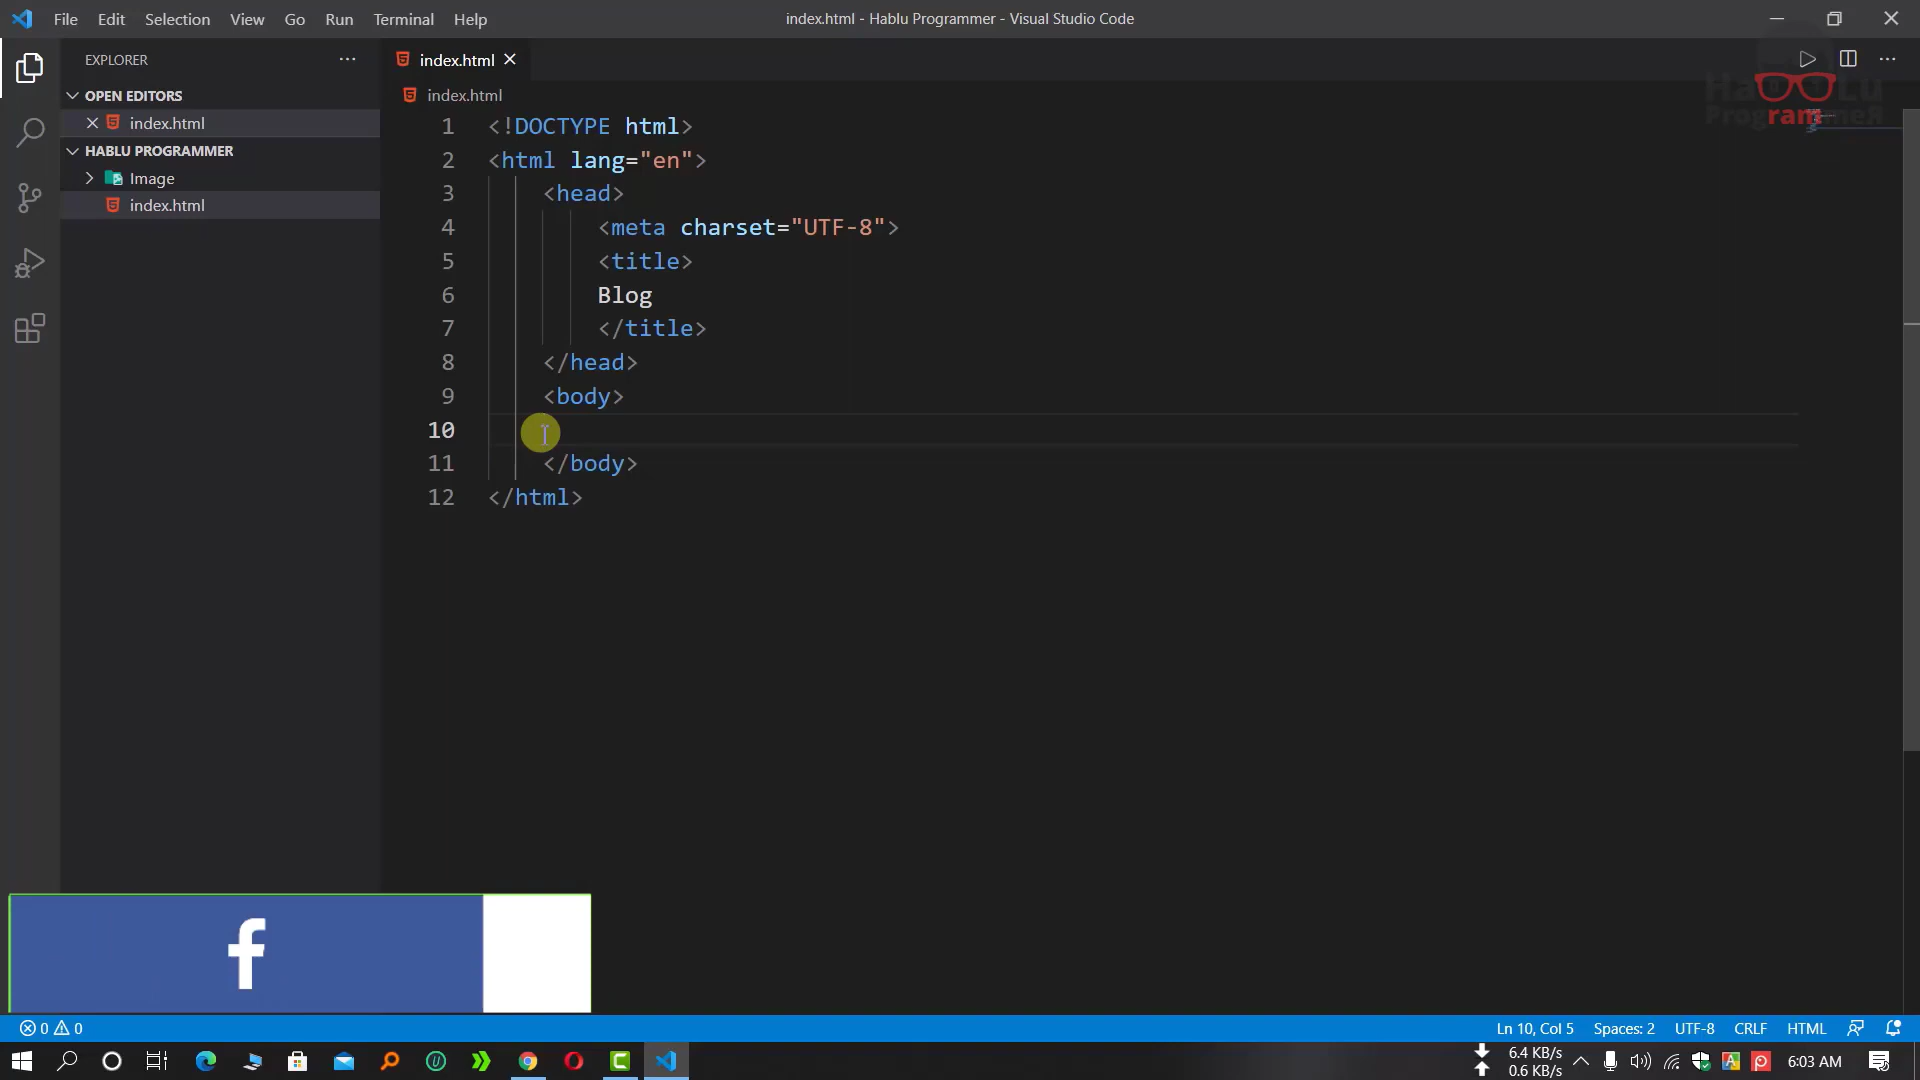 File Edit Selection View Go Run Terminal Help
index.html - Hablu Programmer - Visual Studio Code
EXPLORER
OPEN EDITORS
index.html
HABLU PROGRAMMER
Image
index.html
index.html
index.html
1 <!DOCTYPE html>
2 <html lang="en">
3 <head>
4 <meta charset="UTF-8">
5 <title>
6 Blog
7 </title>
8 </head>
9 <body>
10
11 </body>
12 </html>
f
0 0
Ln 10, Col 5 Spaces: 2 UTF-8 CRLF HTML
6.4 KB/s
0.6 KB/s
6:03 AM